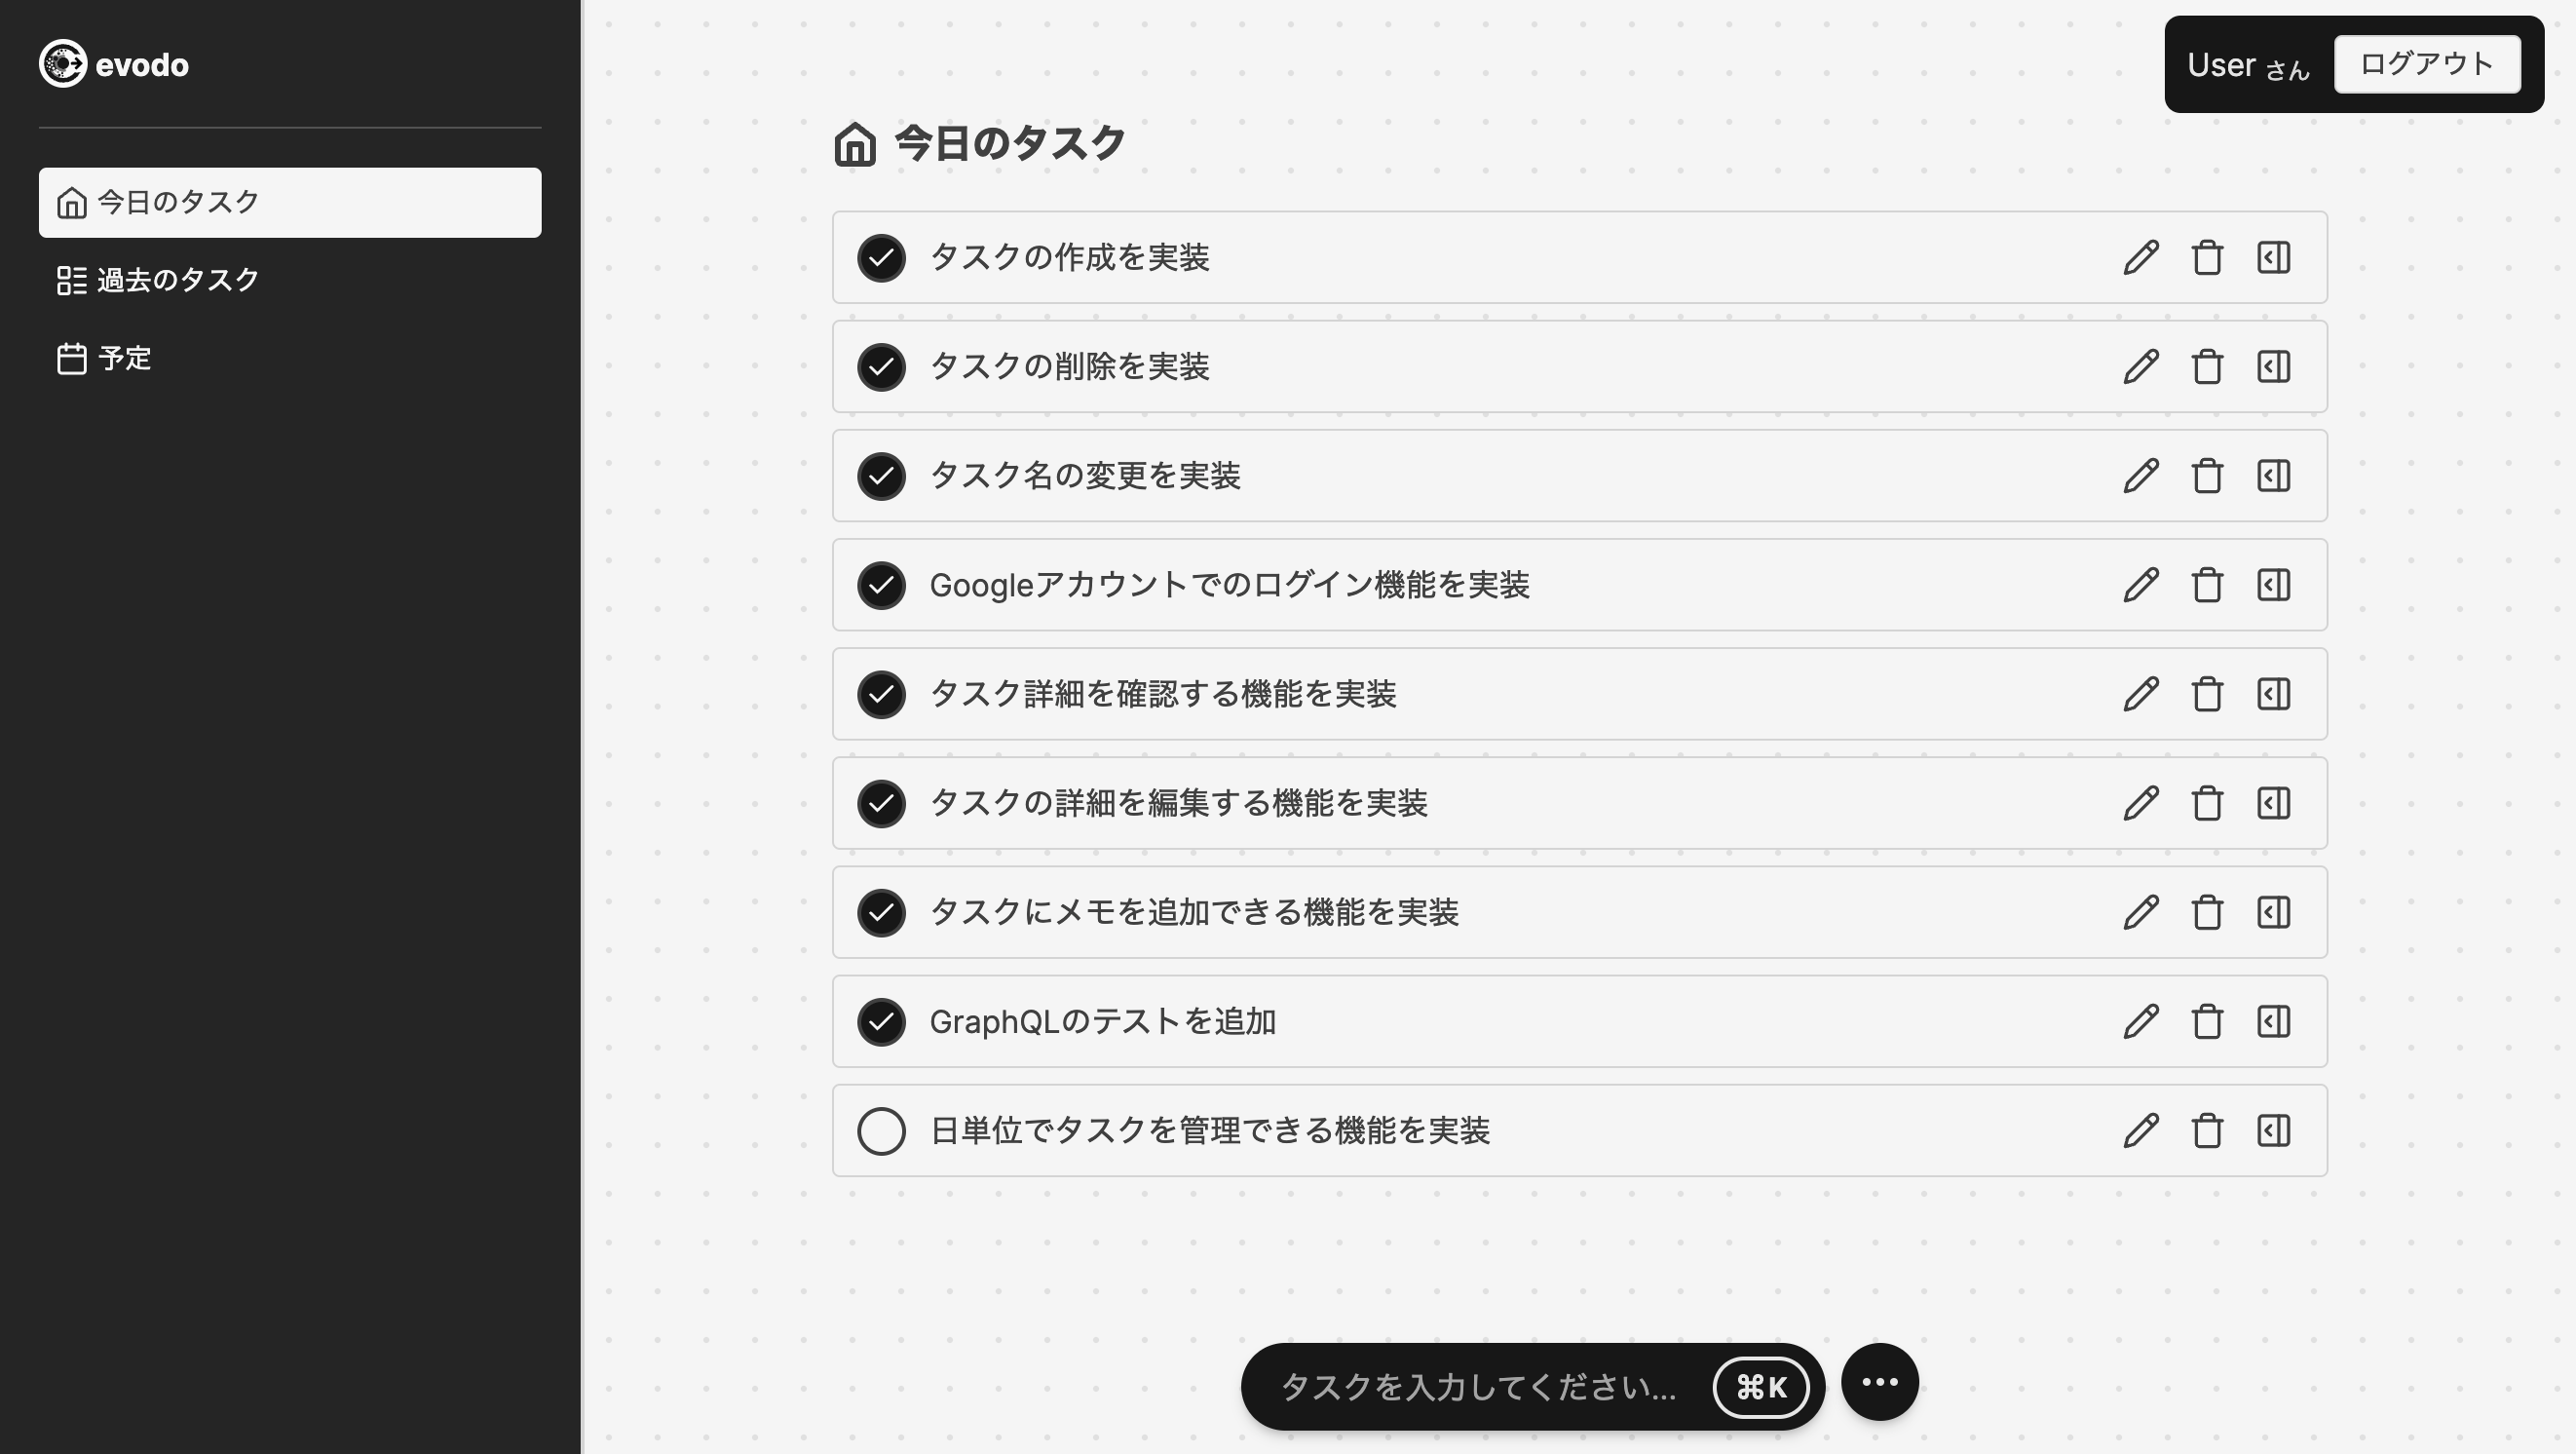 evodo
今日のタスク
過去のタスク
予定
User さん
ログアウト
今日のタスク
タスクの作成を実装
タスクの削除を実装
タスク名の変更を実装
Googleアカウントでのログイン機能を実装
タスク詳細を確認する機能を実装
タスクの詳細を編集する機能を実装
タスクにメモを追加できる機能を実装
GraphQLのテストを追加
日単位でタスクを管理できる機能を実装
タスクを入力してください... ⌘K